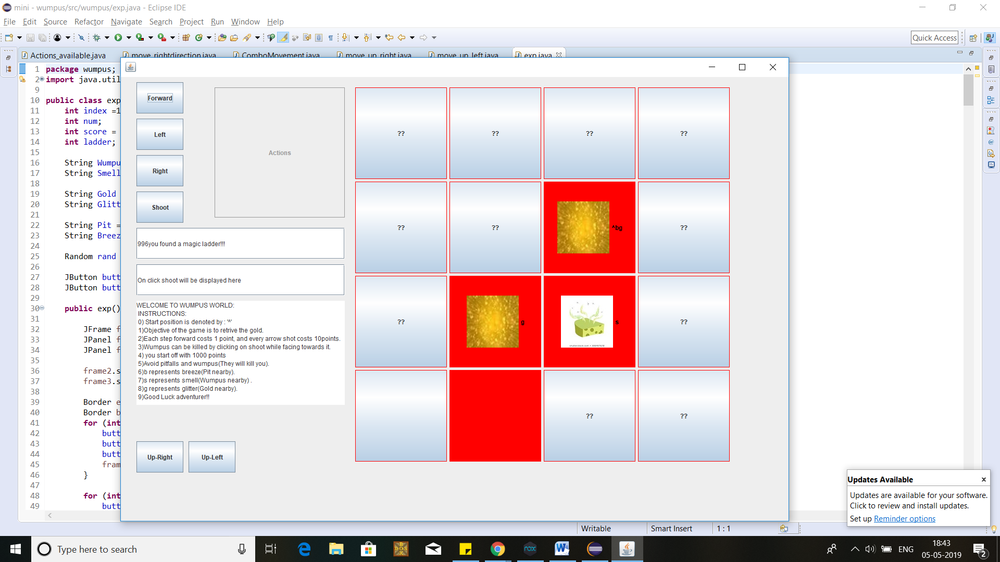 mini - wumpus/src/wumpus/exp.java - Eclipse IDE
File Edit Source Refactor Navigate Search Project Run Window Help
Quick Access
Actions_available.java move_rightdirection.java ComboMovement.java move_up_right.java move_up_left.java exp.java
1 package wumpus;
2 import java.util
9
10 public class exp
11 int index =1
12 int num;
13 int score =
14 int ladder;
15
16 String Wumpu
17 String Smell
18
19 String Gold
20 String Glitt
21
22 String Pit =
23 String Breez
24
25 Random rand
26
27 JButton butt
28 JButton butt
29
30 public exp()
31
32 JFrame f
33 JPanel f
34 JPanel f
35
36 frame2.s
37 frame3.s
38
39 Border e
40 Border b
41 for (int
42 butt
43 butt
44 butt
45 fram
46 }
47
48 for (int
49 butt
Forward
Left
Right
Shoot
Actions
996you found a magic ladder!!!
On click shoot will be displayed here
WELCOME TO WUMPUS WORLD:
INSTRUCTIONS:
0) Start position is denoted by : '^'
1)Objective of the game is to retrive the gold.
2)Each step forward costs 1 point, and every arrow shot costs 10points.
3)Wumpus can be killed by clicking on shoot while facing towards it.
4) you start off with 1000 points
5)Avoid pitfalls and wumpus(They will kill you).
6)b represents breeze(Pit nearby).
7)s represents smell(Wumpus nearby) .
8)g represents glitter(Gold nearby).
9)Good Luck adventurer!!
Up-Right Up-Left
?? ?? ?? ??
?? ?? ^bg ??
?? g s ??
?? ??
Updates Available x
Updates are available for your software.
Click to review and install updates.
Set up Reminder options
Writable Smart Insert 1 : 1
Type here to search
DOS
nox
W
ENG
18:43
05-05-2019
2